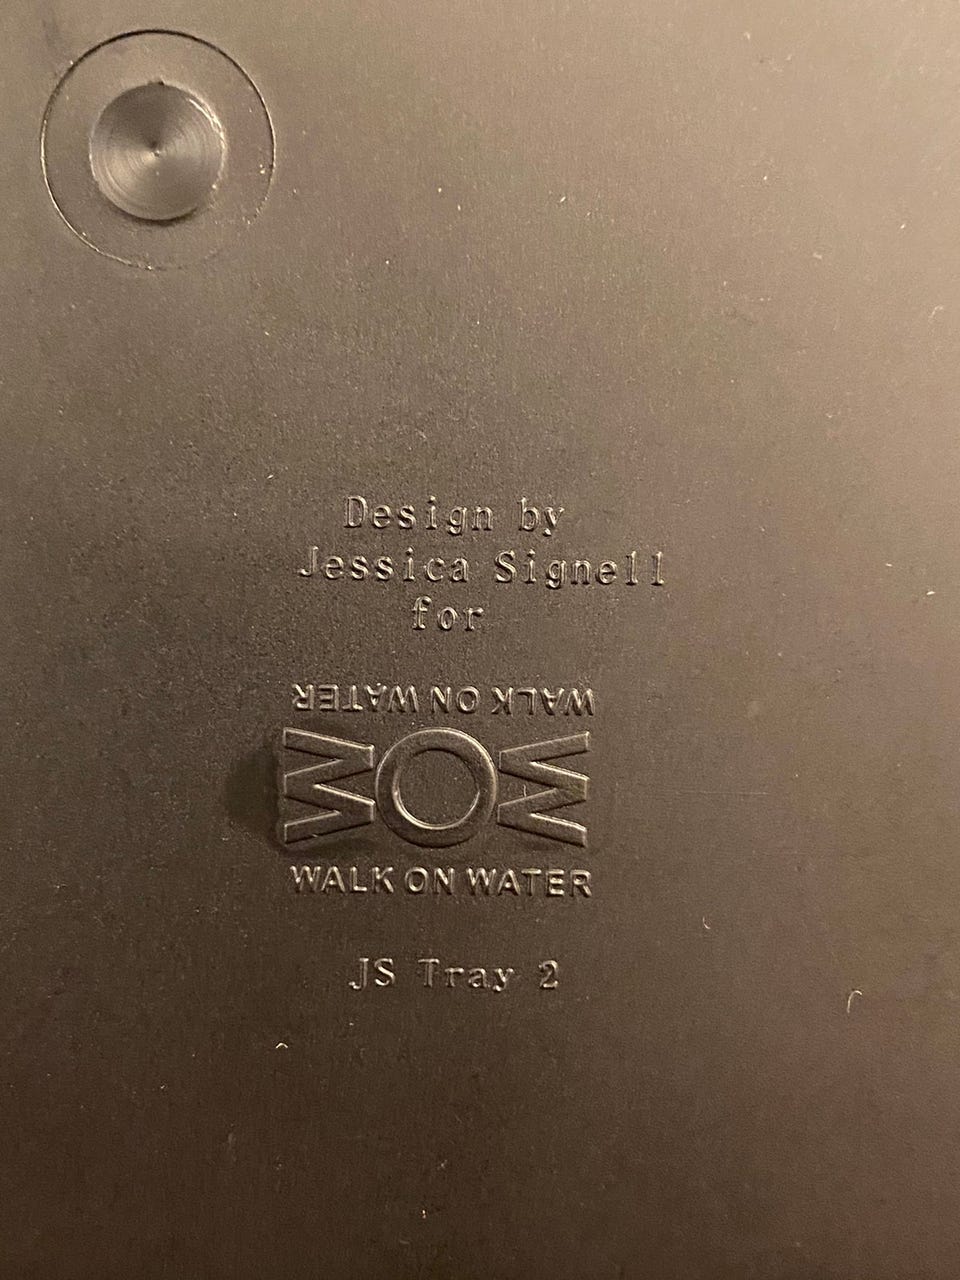 Design by
Jessica Signell
for
WALK ON WATER
WOW
WALK ON WATER
JS Tray 2